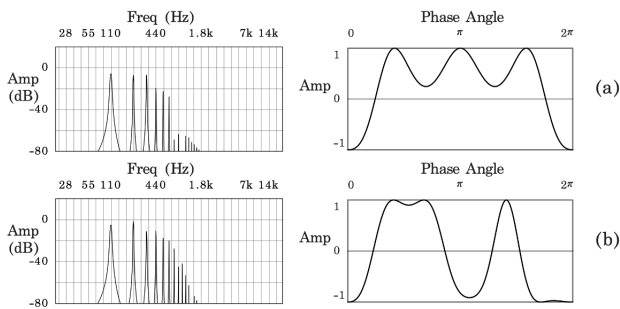 Freq (Hz)
28 55 110 440 1.8k 7k 14k
Amp
(dB)
0
-40
-80
Phase Angle
0 π 2π
Amp
1
0
-1
(a)
Freq (Hz)
28 55 110 440 1.8k 7k 14k
Amp
(dB)
0
-40
-80
Phase Angle
0 π 2π
Amp
1
0
-1
(b)